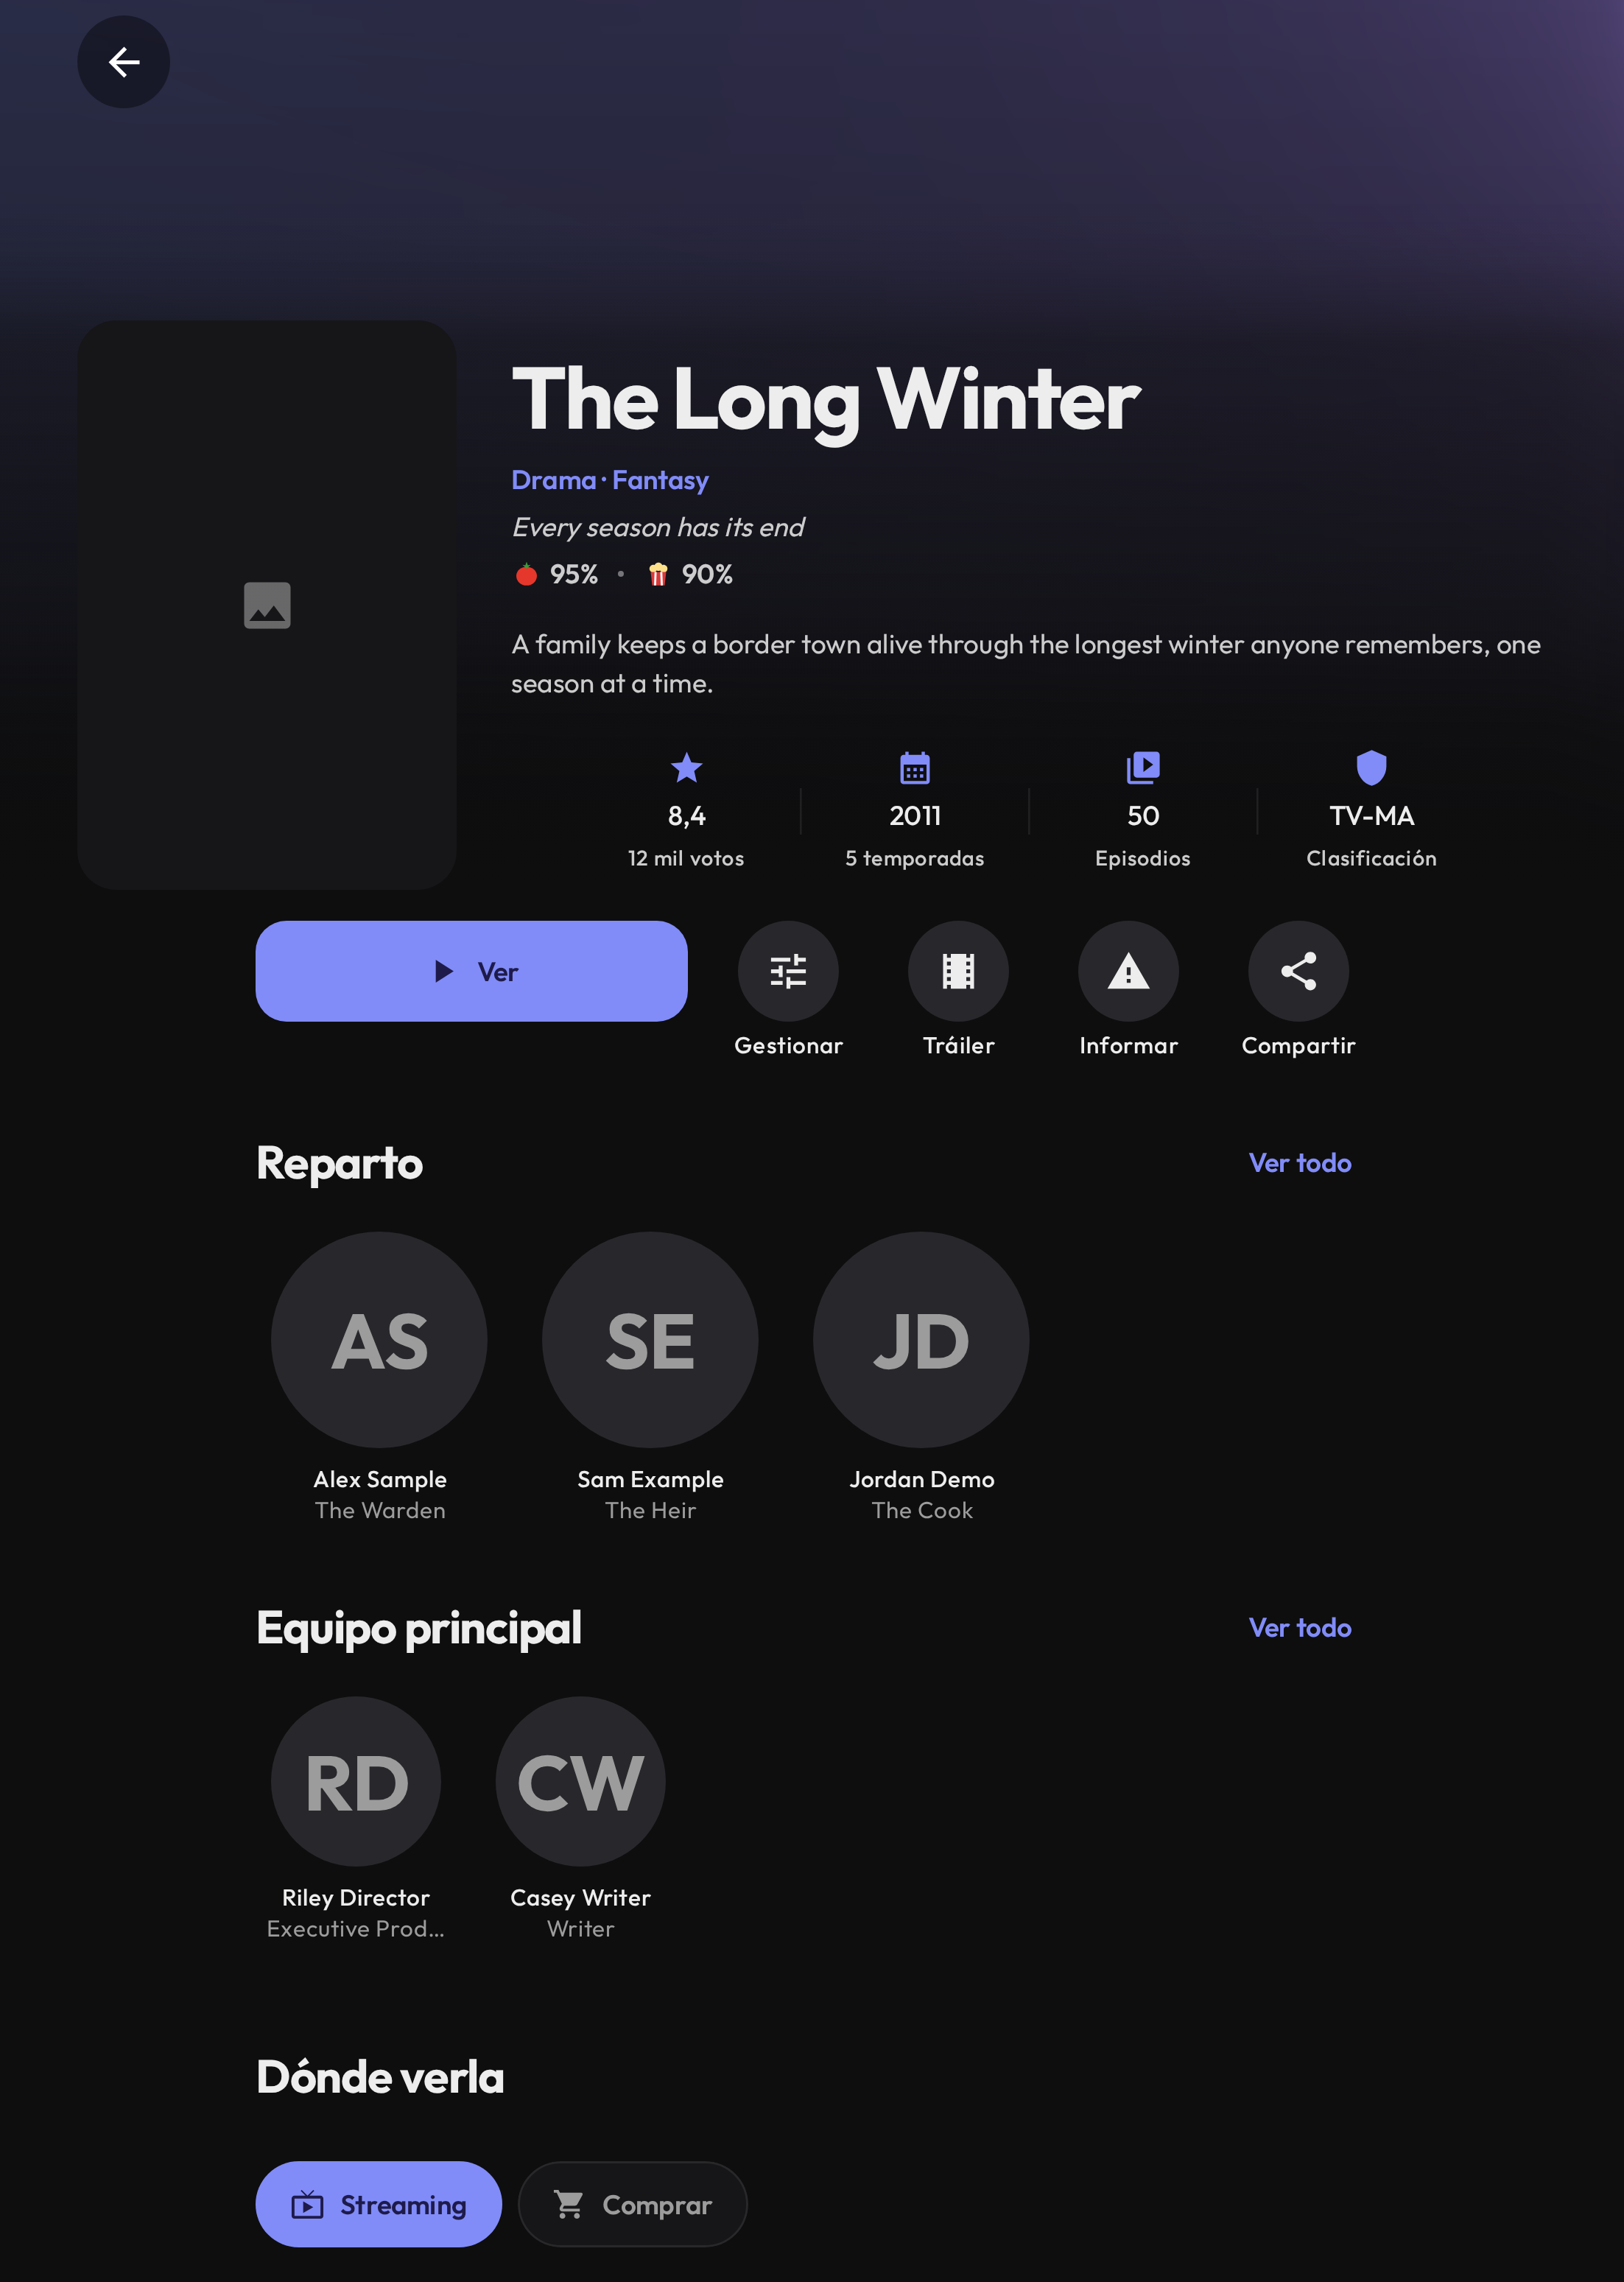 The Long Winter
Drama · Fantasy
Every season has its end
95% • 90%
A family keeps a border town alive through the longest winter anyone remembers, one
season at a time.
8,4
12 mil votos
2011
5 temporadas
50
Episodios
TV-MA
Clasificación
Ver
Gestionar
Tráiler
Informar
Compartir
Reparto
Ver todo
AS
SE
JD
Alex Sample
The Warden
Sam Example
The Heir
Jordan Demo
The Cook
Equipo principal
Ver todo
RD
CW
Riley Director
Executive Prod...
Casey Writer
Writer
Dónde verla
Streaming
Comprar